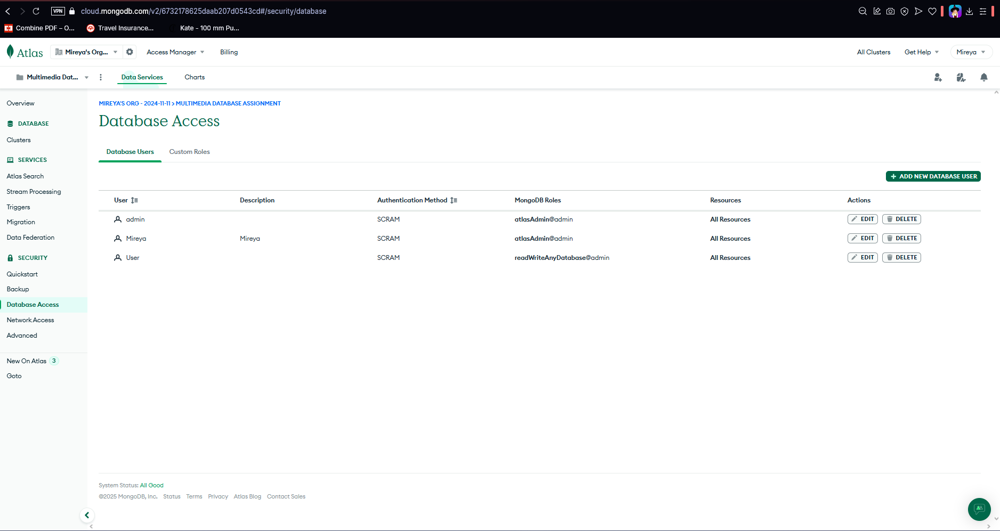 VPN cloud.mongodb.com/v2/6732178625daab207d0543cd#/security/database
Combine PDF – O... Travel Insurance... Kate - 100 mm Pu...
Atlas Mireya's Org... Access Manager Billing All Clusters Get Help Mireya
Multimedia Dat... Data Services Charts
Overview
DATABASE
Clusters
SERVICES
Atlas Search
Stream Processing
Triggers
Migration
Data Federation
SECURITY
Quickstart
Backup
Database Access
Network Access
Advanced
New On Atlas 3
Goto
MIREYA'S ORG - 2024-11-11 > MULTIMEDIA DATABASE ASSIGNMENT
Database Access
Database Users Custom Roles
+ ADD NEW DATABASE USER
User Description Authentication Method MongoDB Roles Resources Actions
admin SCRAM atlasAdmin@admin All Resources EDIT DELETE
Mireya Mireya SCRAM atlasAdmin@admin All Resources EDIT DELETE
User SCRAM readWriteAnyDatabase@admin All Resources EDIT DELETE
System Status: All Good
©2025 MongoDB, Inc. Status Terms Privacy Atlas Blog Contact Sales